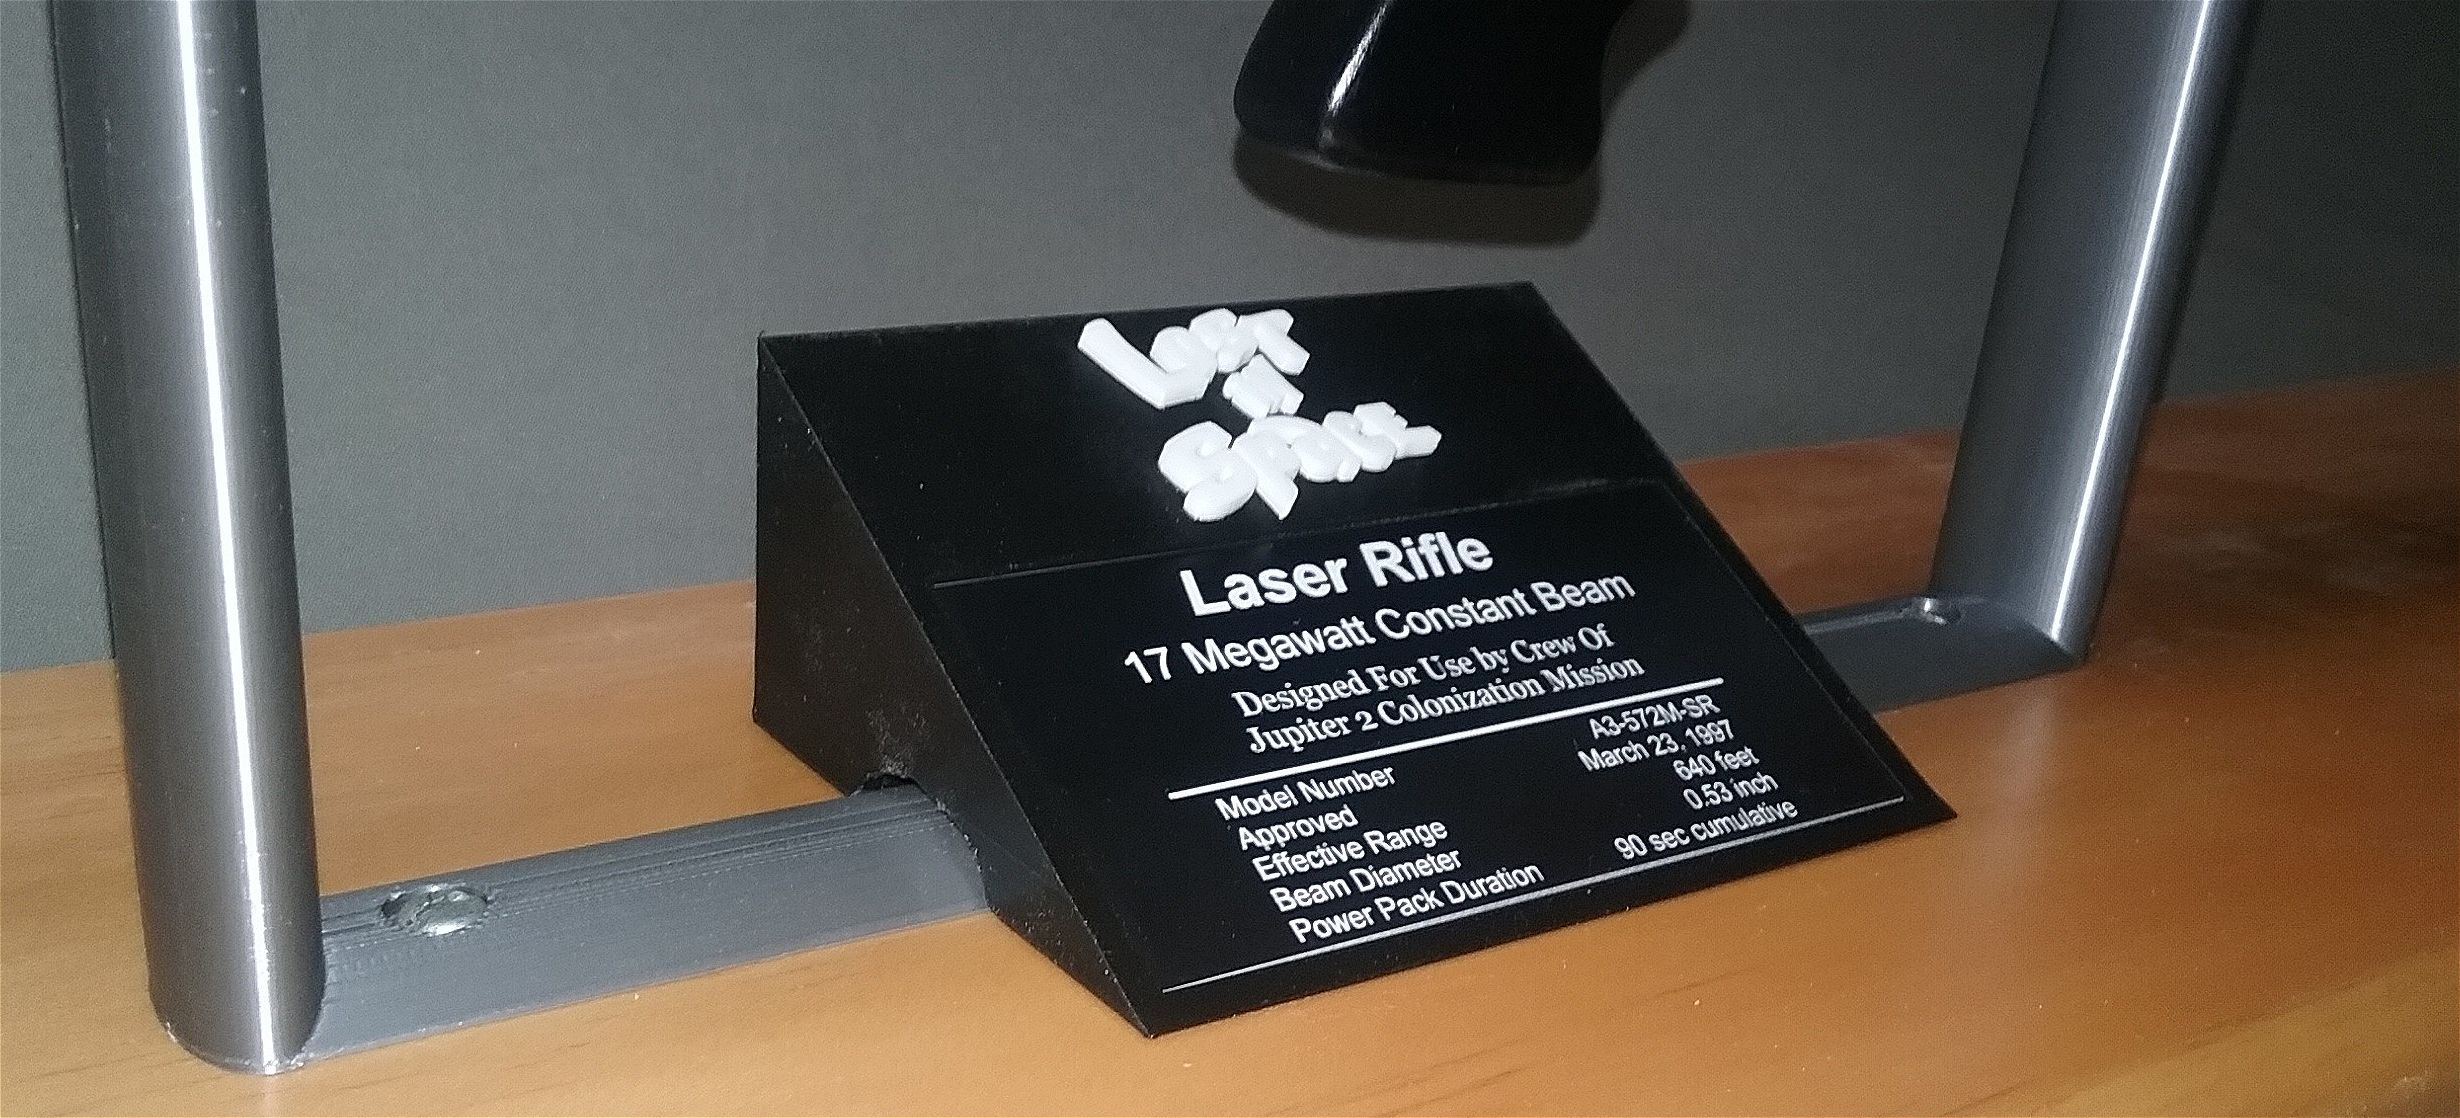 Lost
in
Space
Laser Rifle
17 Megawatt Constant Beam
Designed For Use by Crew Of
Jupiter 2 Colonization Mission
Model Number A3-572M-SR
Approved March 23, 1997
Effective Range 640 feet
Beam Diameter 0.53 inch
Power Pack Duration 90 sec cumulative